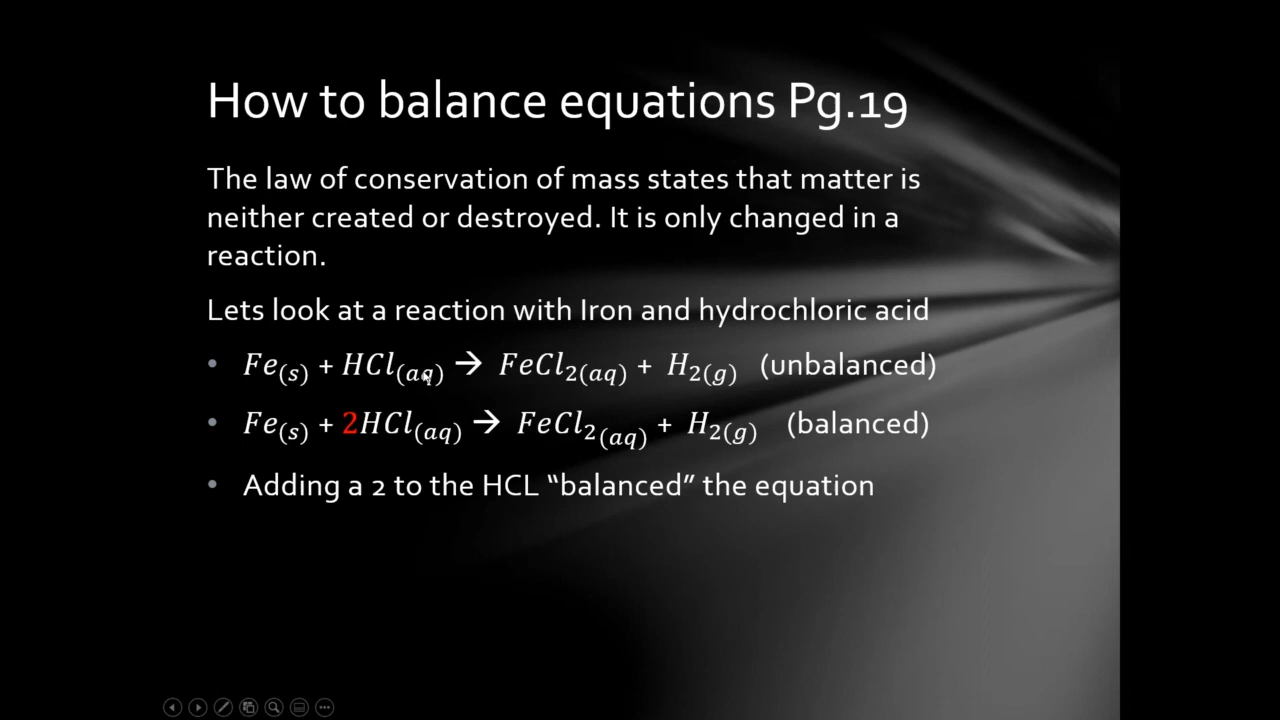 How to balance equations Pg.19
The law of conservation of mass states that matter is
neither created or destroyed. It is only changed in a
reaction.
Lets look at a reaction with Iron and hydrochloric acid
• Fe(s) + HCl(aq) → FeCl2(aq) + H2(g) (unbalanced)
• Fe(s) + 2HCl(aq) → FeCl2(aq) + H2(g) (balanced)
• Adding a 2 to the HCL “balanced” the equation